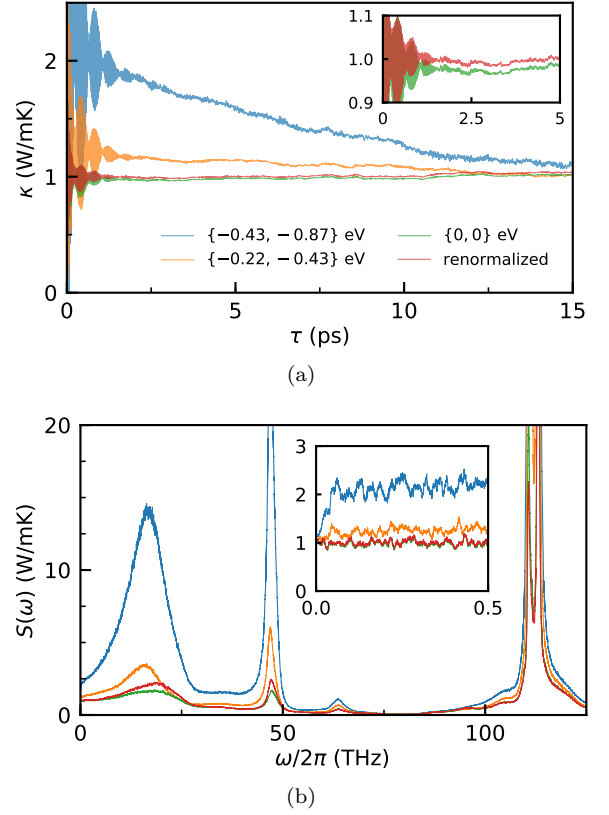 κ (W/mK)
2
1
0
1.1
1.0
0.9
0 2.5 5
{−0.43, −0.87} eV
{−0.22, −0.43} eV
{0, 0} eV
renormalized
0 5 10 15
τ (ps)
(a)
S(ω) (W/mK)
20
10
0
3
2
1
0.0 0.5
0 50 100
ω/2π (THz)
(b)